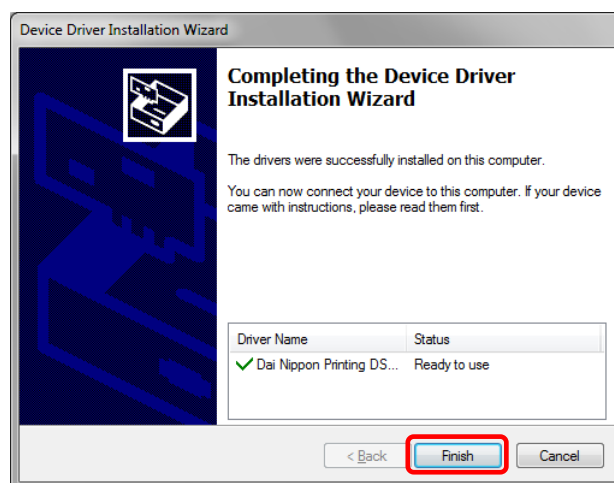 Device Driver Installation Wizard
Completing the Device Driver
Installation Wizard
The drivers were successfully installed on this computer.
You can now connect your device to this computer. If your device
came with instructions, please read them first.
Driver Name Status
Dai Nippon Printing DS... Ready to use
< Back Finish Cancel